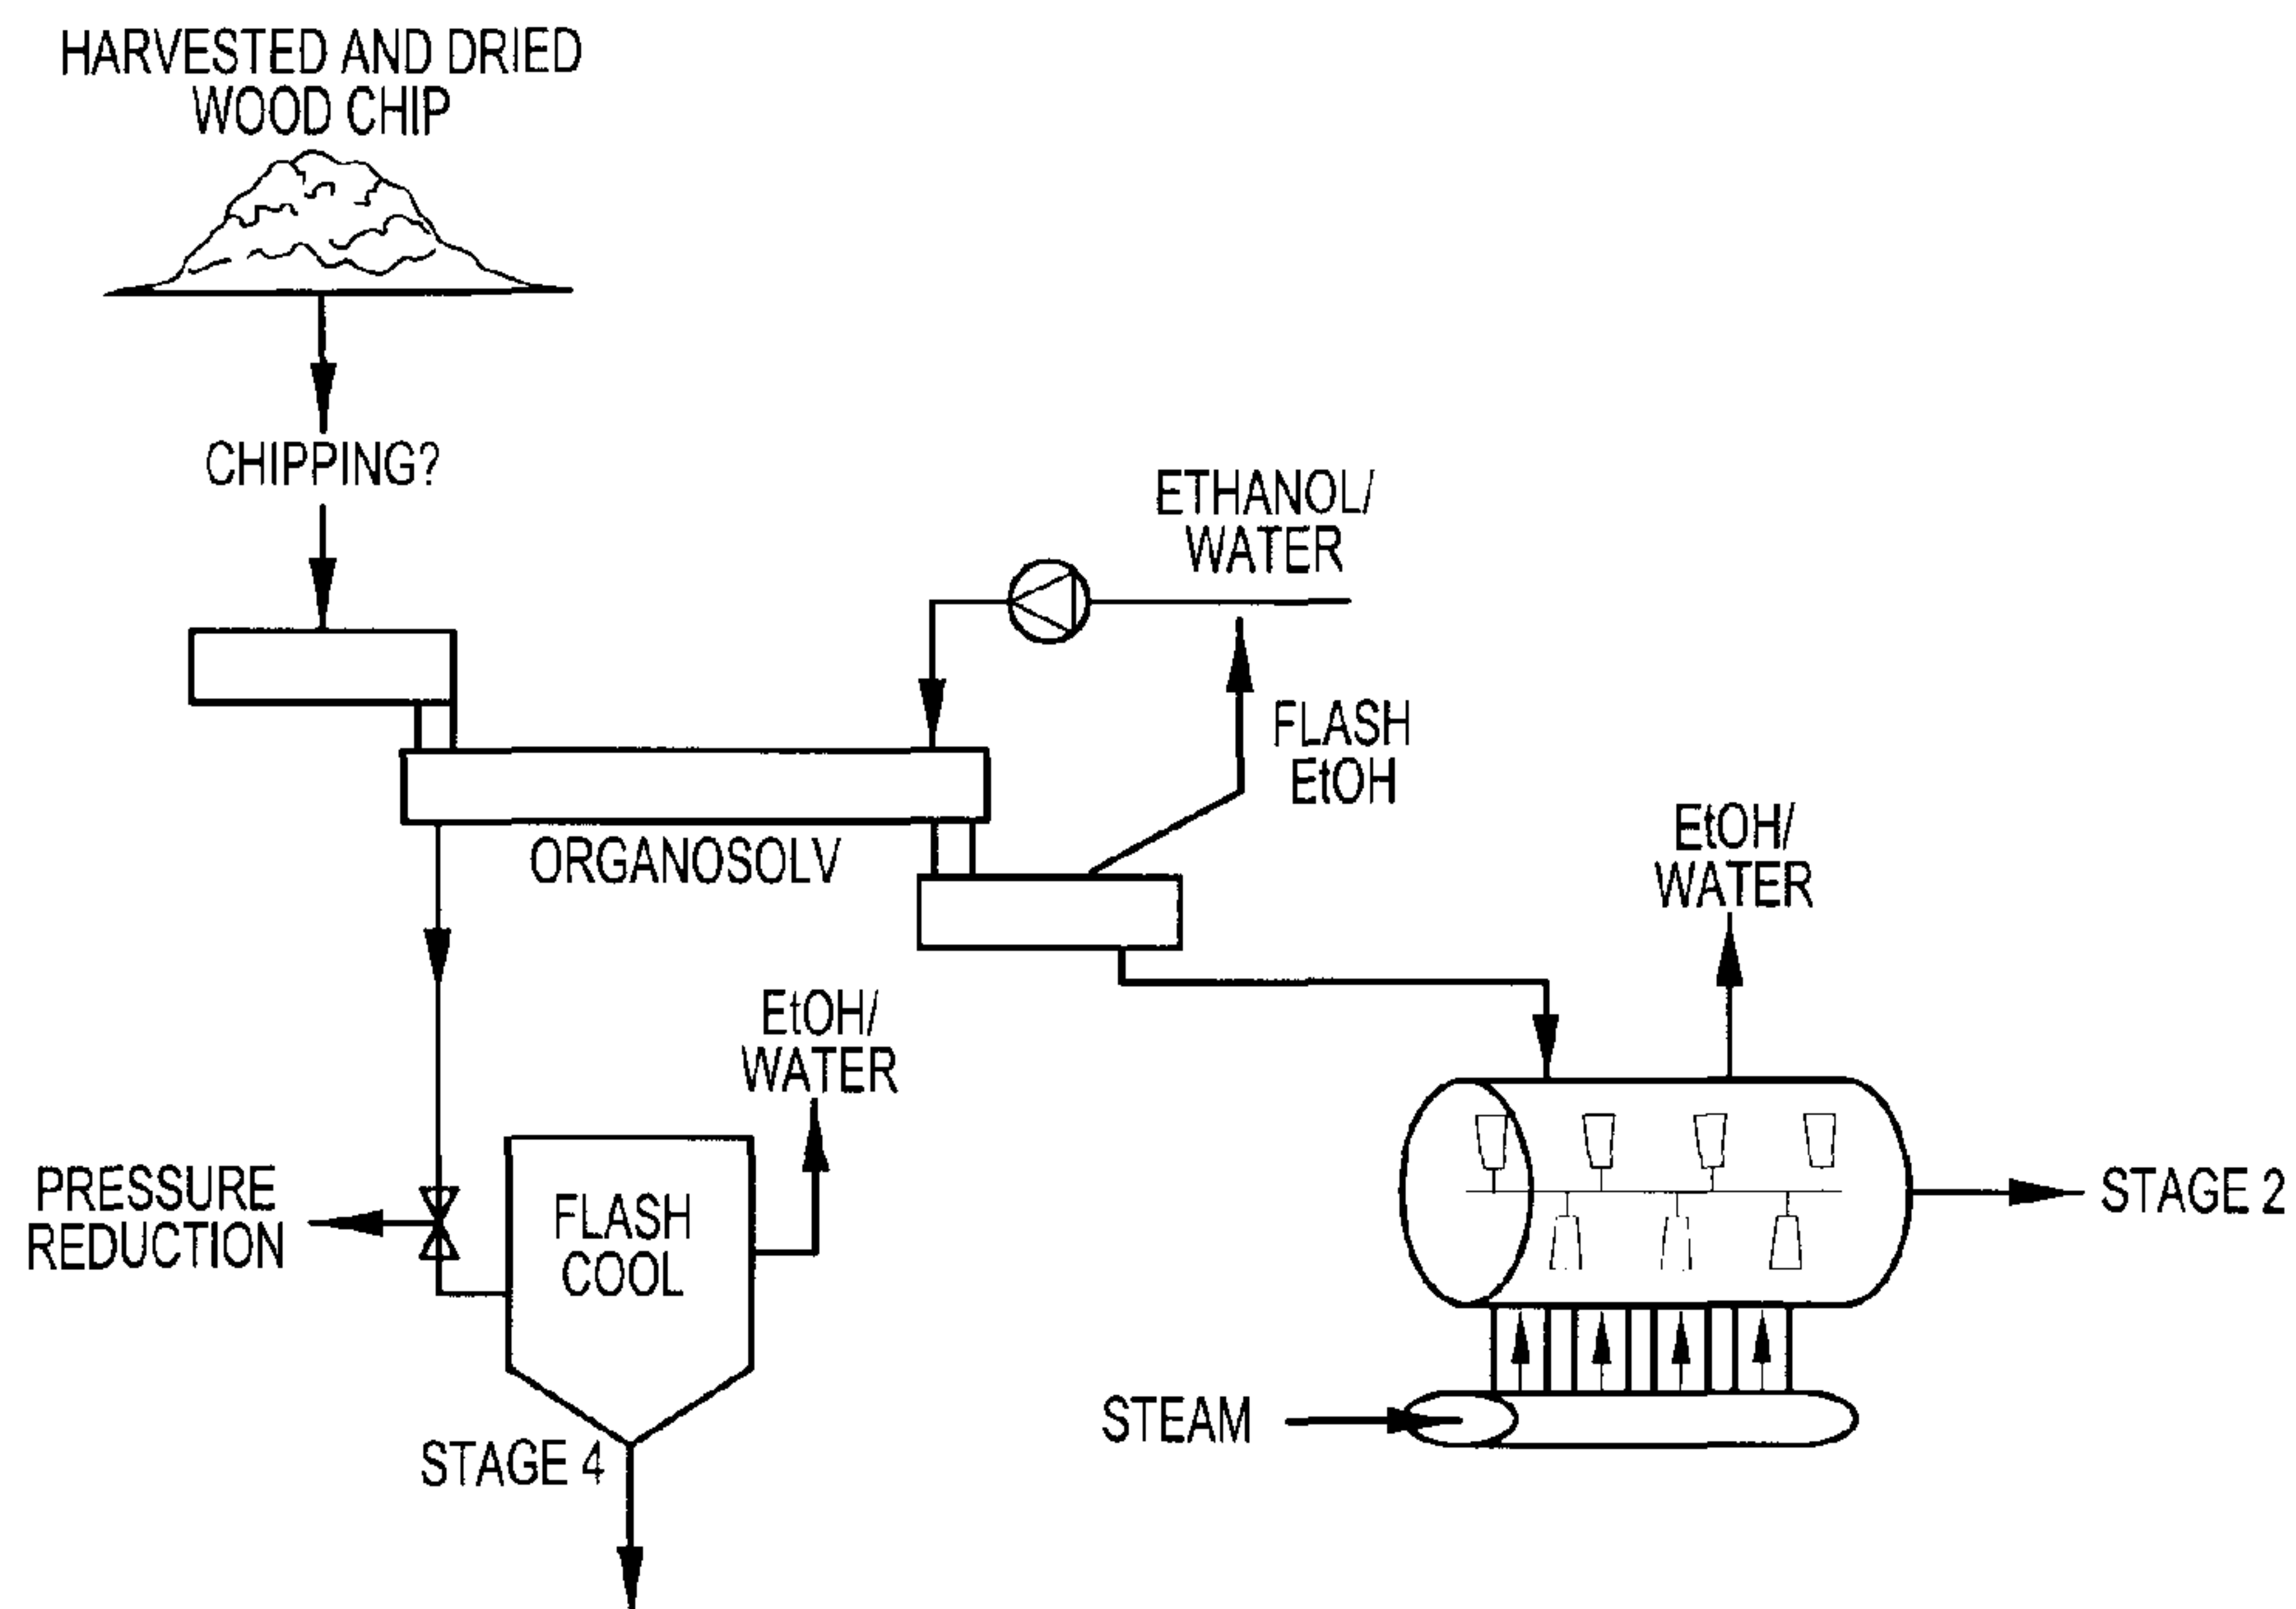 HARVESTED AND DRIED
WOOD CHIP
CHIPPING?
ETHANOL/
WATER
FLASH
EtOH
ORGANOSOLV
EtOH/
WATER
EtOH/
WATER
PRESSURE
REDUCTION
FLASH
COOL
STAGE 2
STEAM
STAGE 4